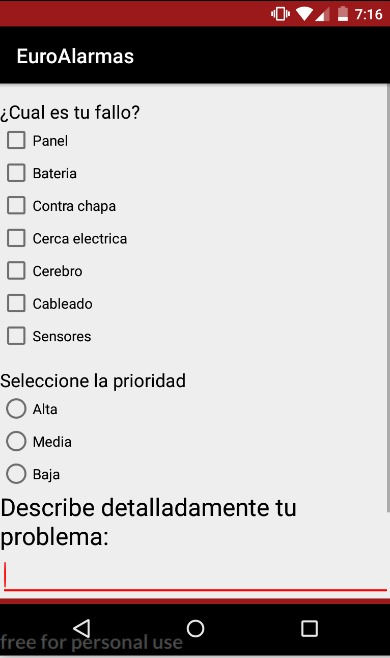 7:16
EuroAlarmas
¿Cual es tu fallo?
Panel
Bateria
Contra chapa
Cerca electrica
Cerebro
Cableado
Sensores
Seleccione la prioridad
Alta
Media
Baja
Describe detalladamente tu
problema:
free for personal use